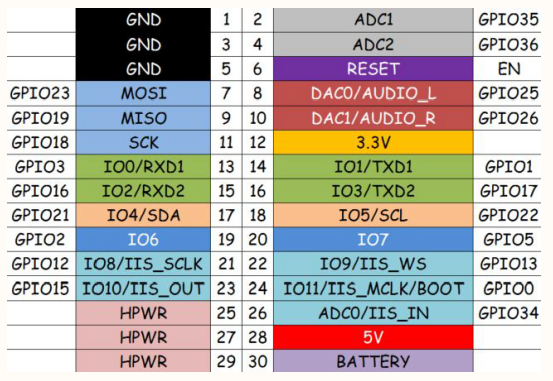 GND 1 2 ADC1 GPIO35
GND 3 4 ADC2 GPIO36
GND 5 6 RESET EN
GPIO23 MOSI 7 8 DAC0/AUDIO_L GPIO25
GPIO19 MISO 9 10 DAC1/AUDIO_R GPIO26
GPIO18 SCK 11 12 3.3V
GPIO3 IO0/RXD1 13 14 IO1/TXD1 GPIO1
GPIO16 IO2/RXD2 15 16 IO3/TXD2 GPIO17
GPIO21 IO4/SDA 17 18 IO5/SCL GPIO22
GPIO2 IO6 19 20 IO7 GPIO5
GPIO12 IO8/IIS_SCLK 21 22 IO9/IIS_WS GPIO13
GPIO15 IO10/IIS_OUT 23 24 IO11/IIS_MCLK/BOOT GPIO0
HPWR 25 26 ADC0/IIS_IN GPIO34
HPWR 27 28 5V
HPWR 29 30 BATTERY